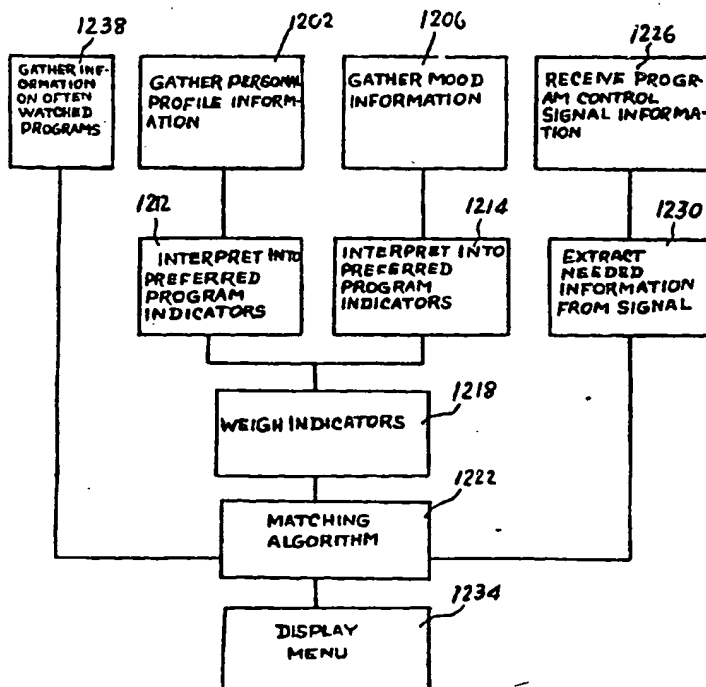 1238
1202
1206
1226
GATHER INF-
ORMATION
ON OFTEN
WATCHED
PROGRAMS
GATHER PERSONAL
PROFILE INFORM-
ATION
GATHER MOOD
INFORMATION
RECEIVE PROGR-
AM CONTROL
SIGNAL INFORMA-
TION
1212
1214
1230
INTERPRET INTO
PREFERRED
PROGRAM
INDICATORS
INTERPRET INTO
PREFERRED
PROGRAM
INDICATORS
EXTRACT
NEEDED
INFORMATION
FROM SIGNAL
1218
WEIGH INDICATORS
1222
MATCHING
ALGORITHM
1234
DISPLAY
MENU